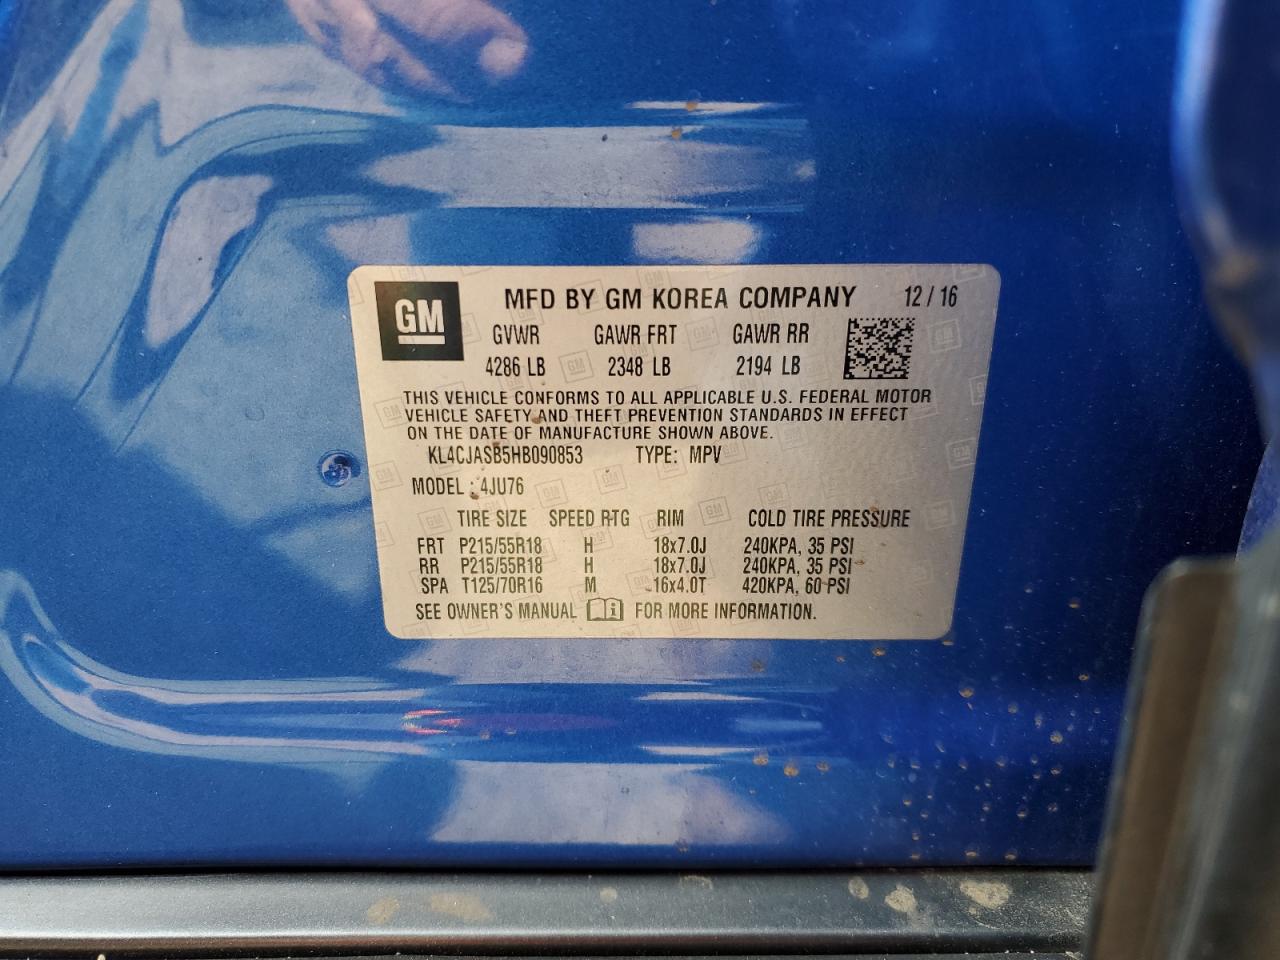 GM
MFD BY GM KOREA COMPANY 12/16
GVWR GAWR FRT GAWR RR
4286 LB 2348 LB 2194 LB
THIS VEHICLE CONFORMS TO ALL APPLICABLE U.S. FEDERAL MOTOR
VEHICLE SAFETY AND THEFT PREVENTION STANDARDS IN EFFECT
ON THE DATE OF MANUFACTURE SHOWN ABOVE.
KL4CJASB5HB090853 TYPE: MPV
MODEL : 4JU76
TIRE SIZE SPEED RTG RIM COLD TIRE PRESSURE
FRT P215/55R18 H 18x7.0J 240KPA, 35 PSI
RR P215/55R18 H 18x7.0J 240KPA, 35 PSI
SPA T125/70R16 M 16x4.0T 420KPA, 60 PSI
SEE OWNER'S MANUAL i FOR MORE INFORMATION.